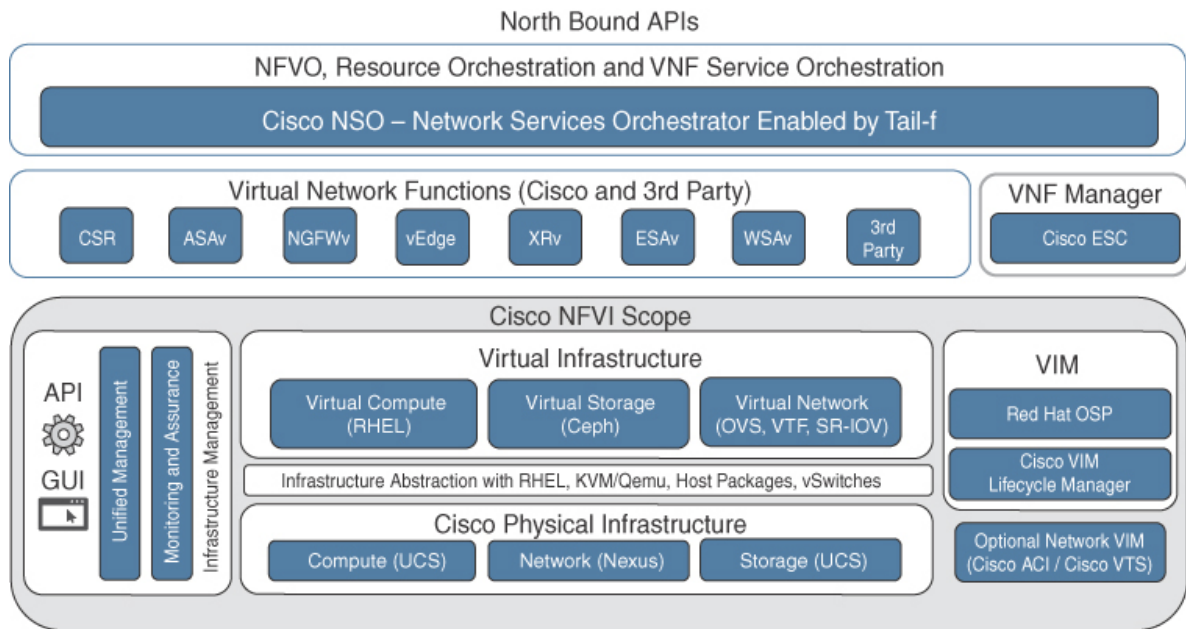 North Bound APIs
NFVO, Resource Orchestration and VNF Service Orchestration
Cisco NSO – Network Services Orchestrator Enabled by Tail-f
Virtual Network Functions (Cisco and 3rd Party)
CSR
ASAv
NGFWv
vEdge
XRv
ESAv
WSAv
3rd
Party
VNF Manager
Cisco ESC
Cisco NFVI Scope
API
GUI
Unified Management
Monitoring and Assurance
Infrastructure Management
Virtual Infrastructure
Virtual Compute
(RHEL)
Virtual Storage
(Ceph)
Virtual Network
(OVS, VTF, SR-IOV)
Infrastructure Abstraction with RHEL, KVM/Qemu, Host Packages, vSwitches
Cisco Physical Infrastructure
Compute (UCS)
Network (Nexus)
Storage (UCS)
VIM
Red Hat OSP
Cisco VIM
Lifecycle Manager
Optional Network VIM
(Cisco ACI / Cisco VTS)